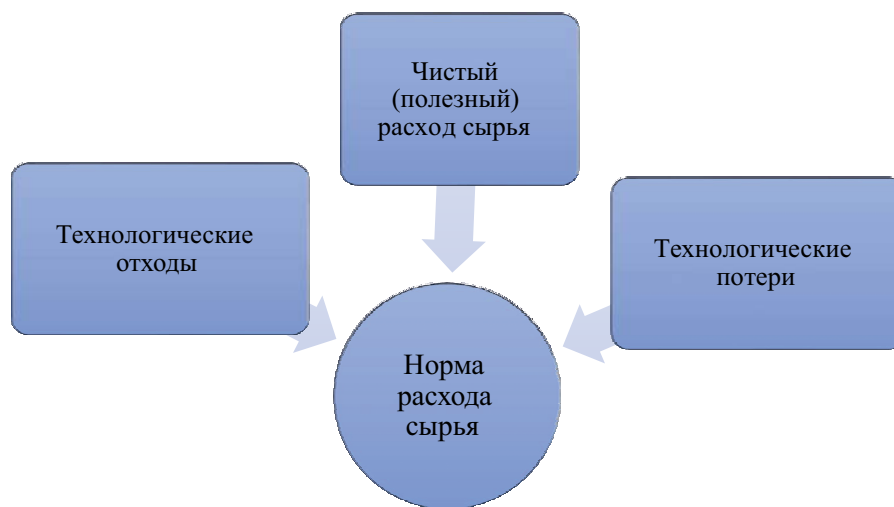 Чистый
(полезный)
расход сырья
Технологические
отходы
Технологические
потери
Норма
расхода
сырья